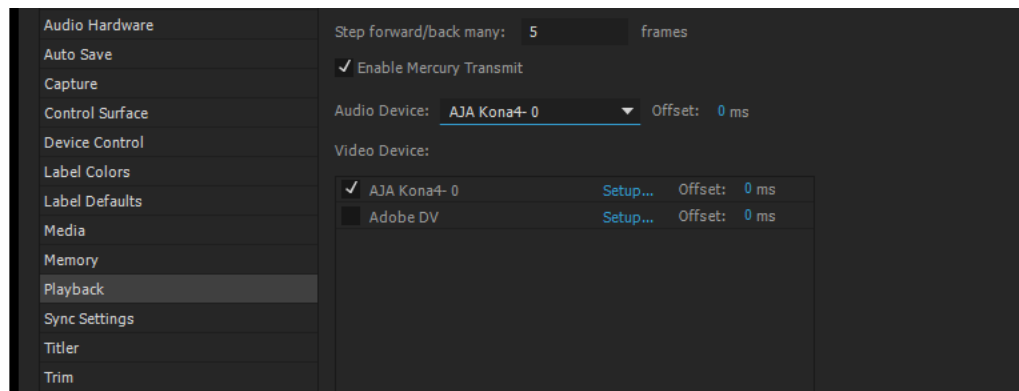 Audio Hardware
Auto Save
Capture
Control Surface
Device Control
Label Colors
Label Defaults
Media
Memory
Playback
Sync Settings
Titler
Trim
Step forward/back many: 5 frames
Enable Mercury Transmit
Audio Device: AJA Kona4- 0 Offset: 0 ms
Video Device:
AJA Kona4- 0 Setup... Offset: 0 ms
Adobe DV Setup... Offset: 0 ms